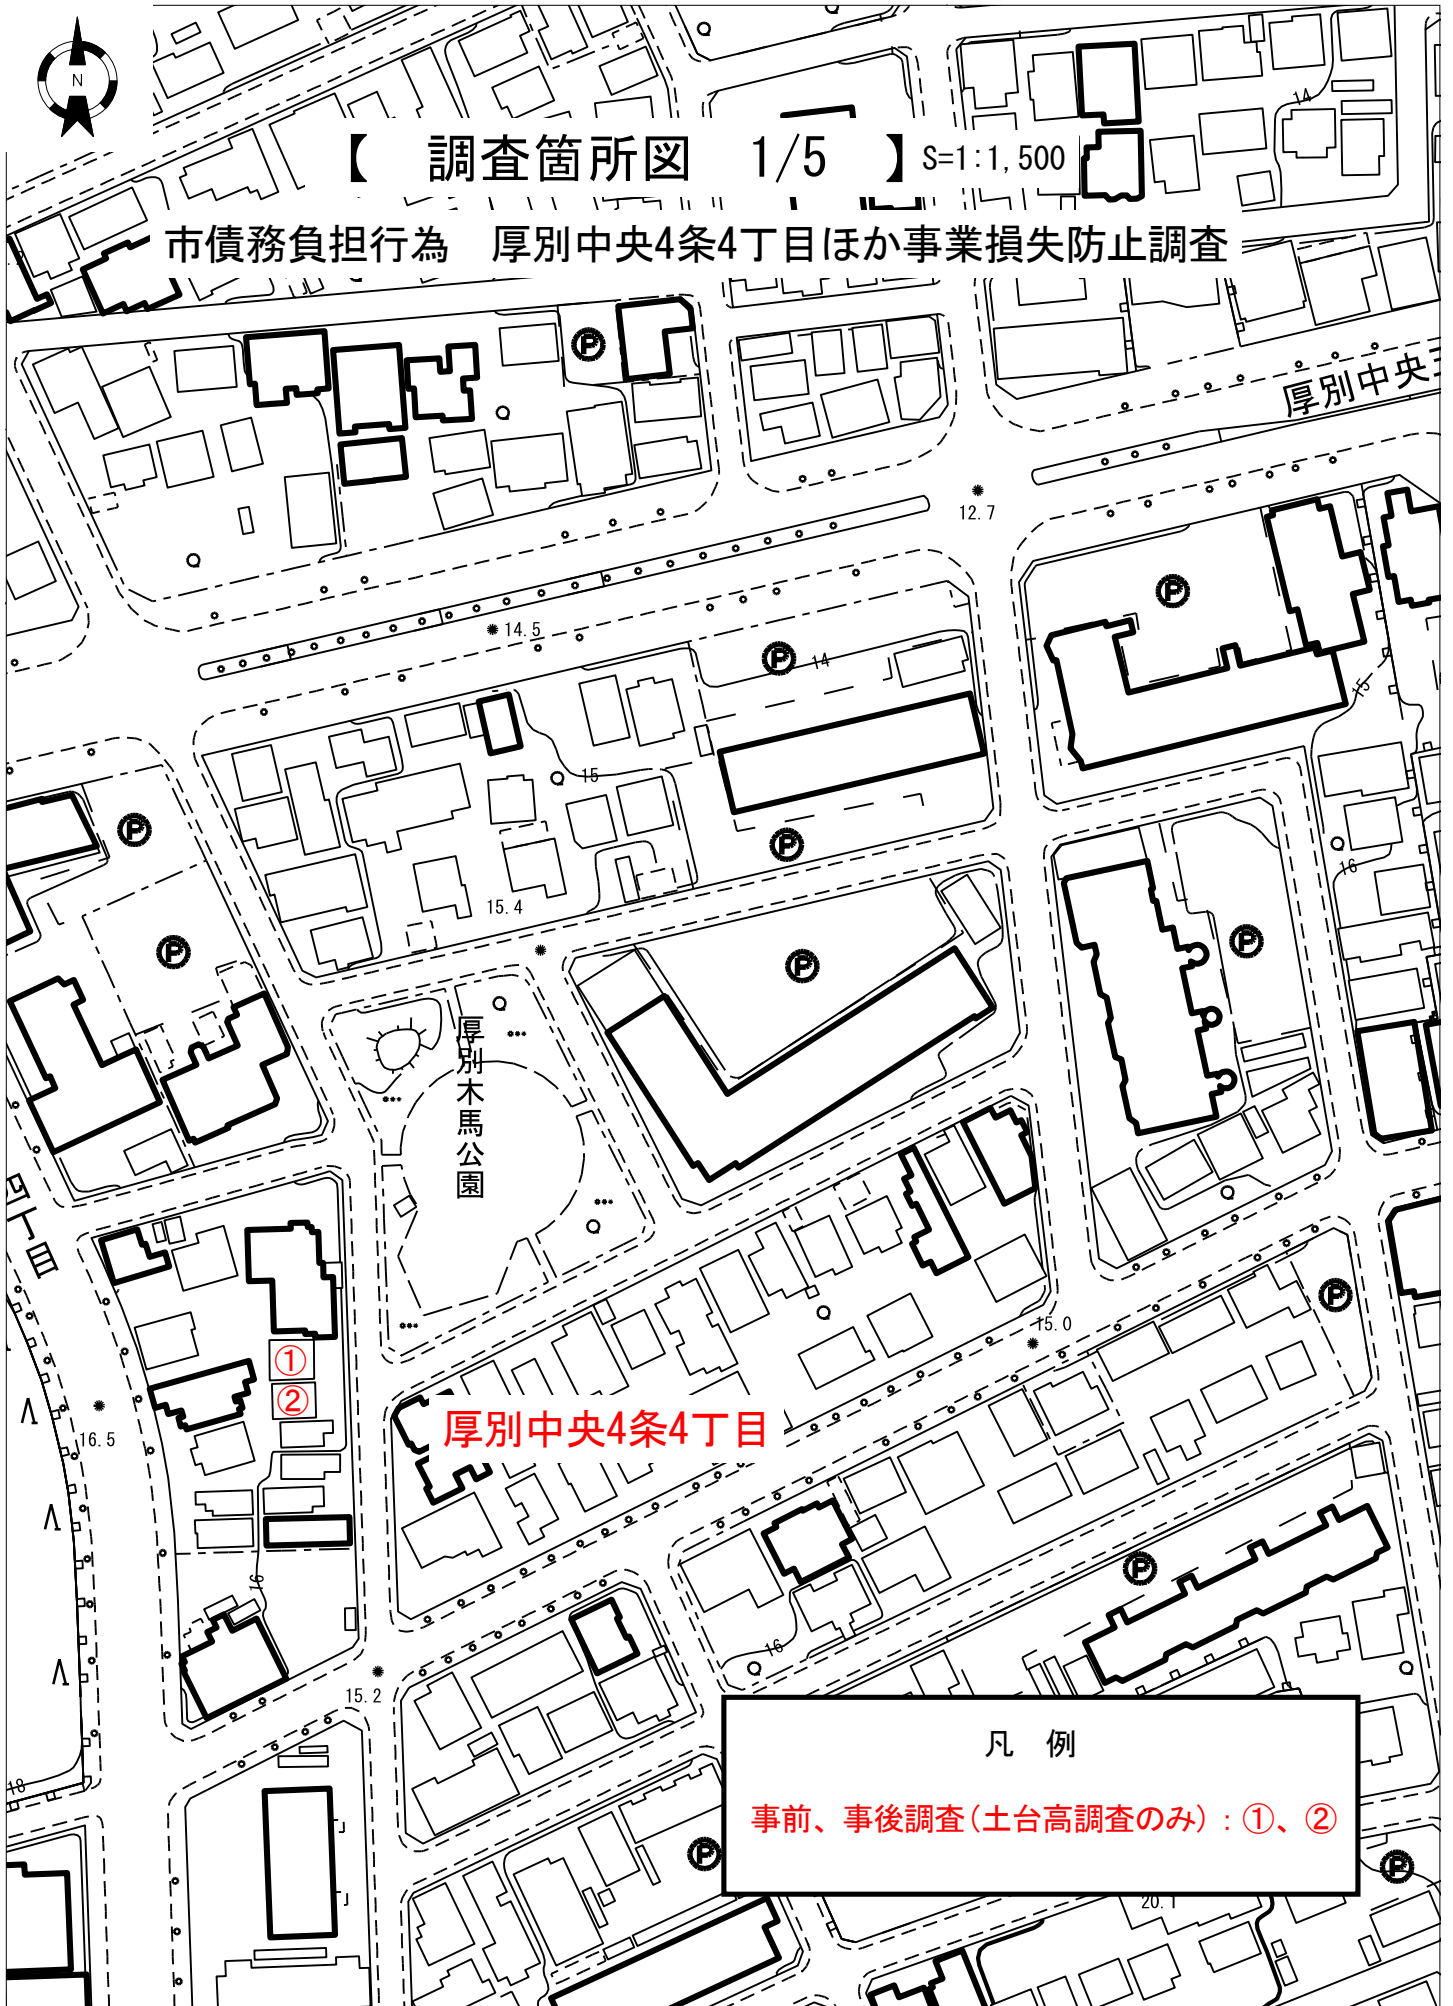 N
【 調査箇所図 1/5 】 S=1:1,500
市債務負担行為 厚別中央4条4丁目ほか事業損失防止調査
14
P
厚別中央
12.7
P
14.5
P
14
15
15
P
P
16
15.4
P
P
P
厚別木馬公園
P
15.0
①
②
16.5
厚別中央4条4丁目
P
16
16
15.2
凡 例
事前、事後調査(土台高調査のみ):①、②
18
P
P
20.1